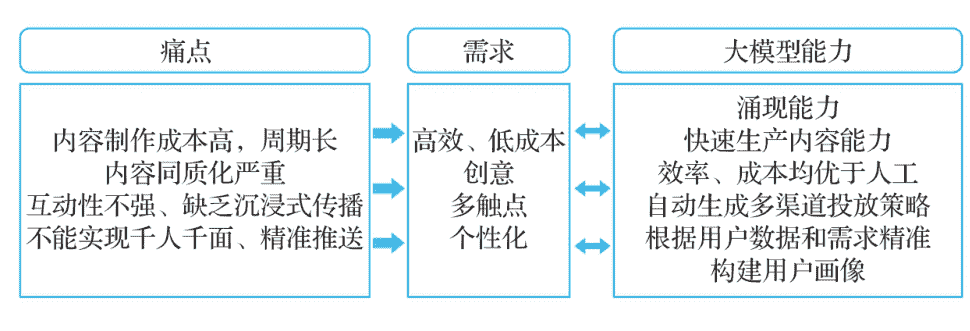 痛点
需求
大模型能力
内容制作成本高，周期长
内容同质化严重
互动性不强、缺乏沉浸式传播
不能实现千人千面、精准推送
高效、低成本
创意
多触点
个性化
涌现能力
快速生产内容能力
效率、成本均优于人工
自动生成多渠道投放策略
根据用户数据和需求精准
构建用户画像